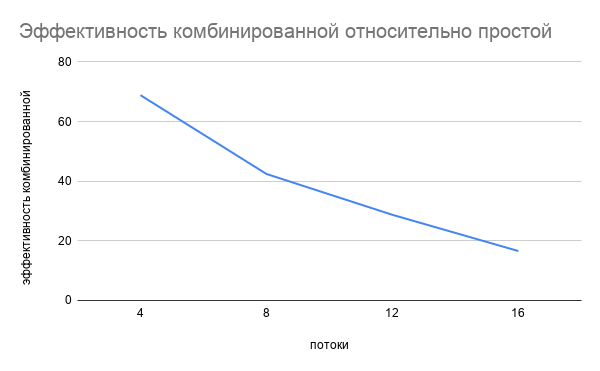 Эффективность комбинированной относительно простой
эффективность комбинированной
80
60
40
20
0
4 8 12 16
потоки